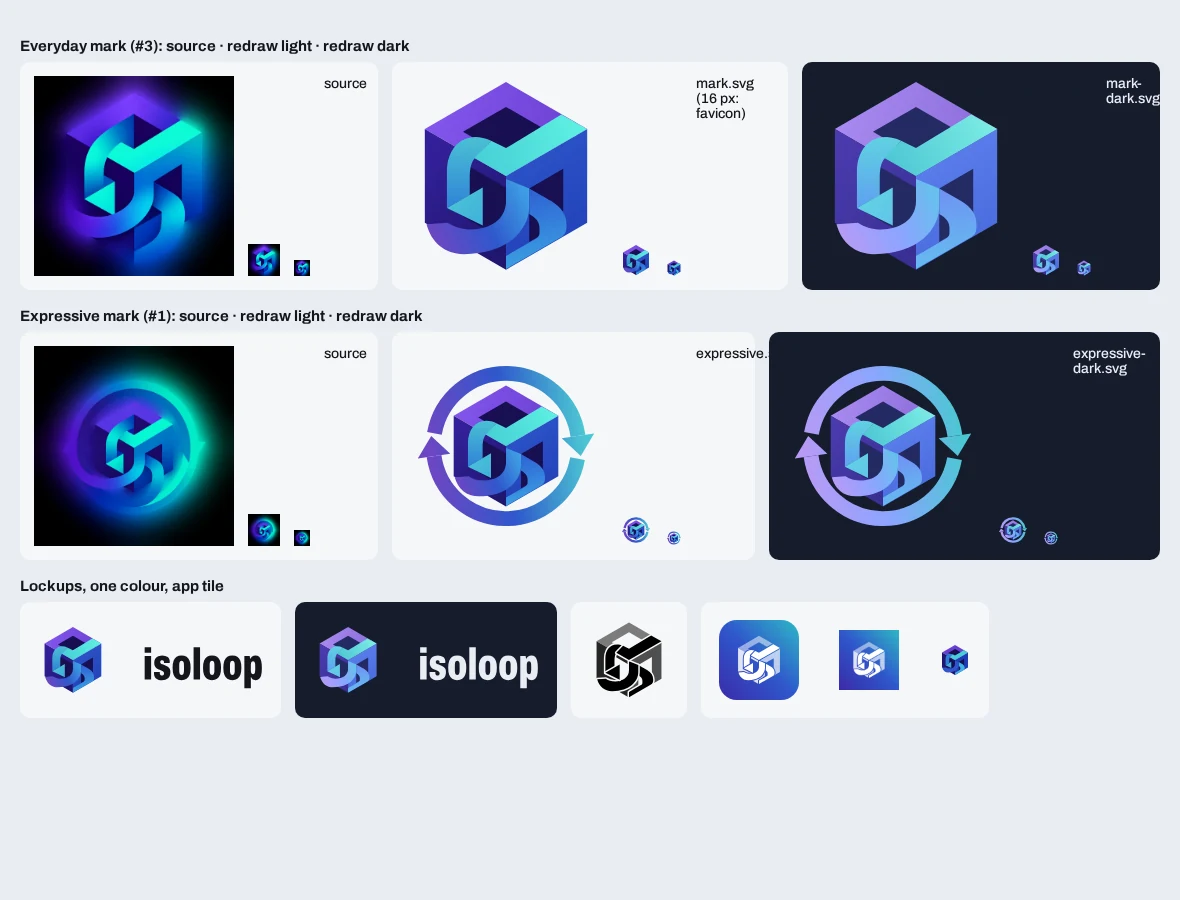 Everyday mark (#3): source · redraw light · redraw dark
source
mark.svg
(16 px:
favicon)
mark-
dark.svg
Expressive mark (#1): source · redraw light · redraw dark
source
expressive.
expressive-
dark.svg
Lockups, one colour, app tile
isoloop
isoloop